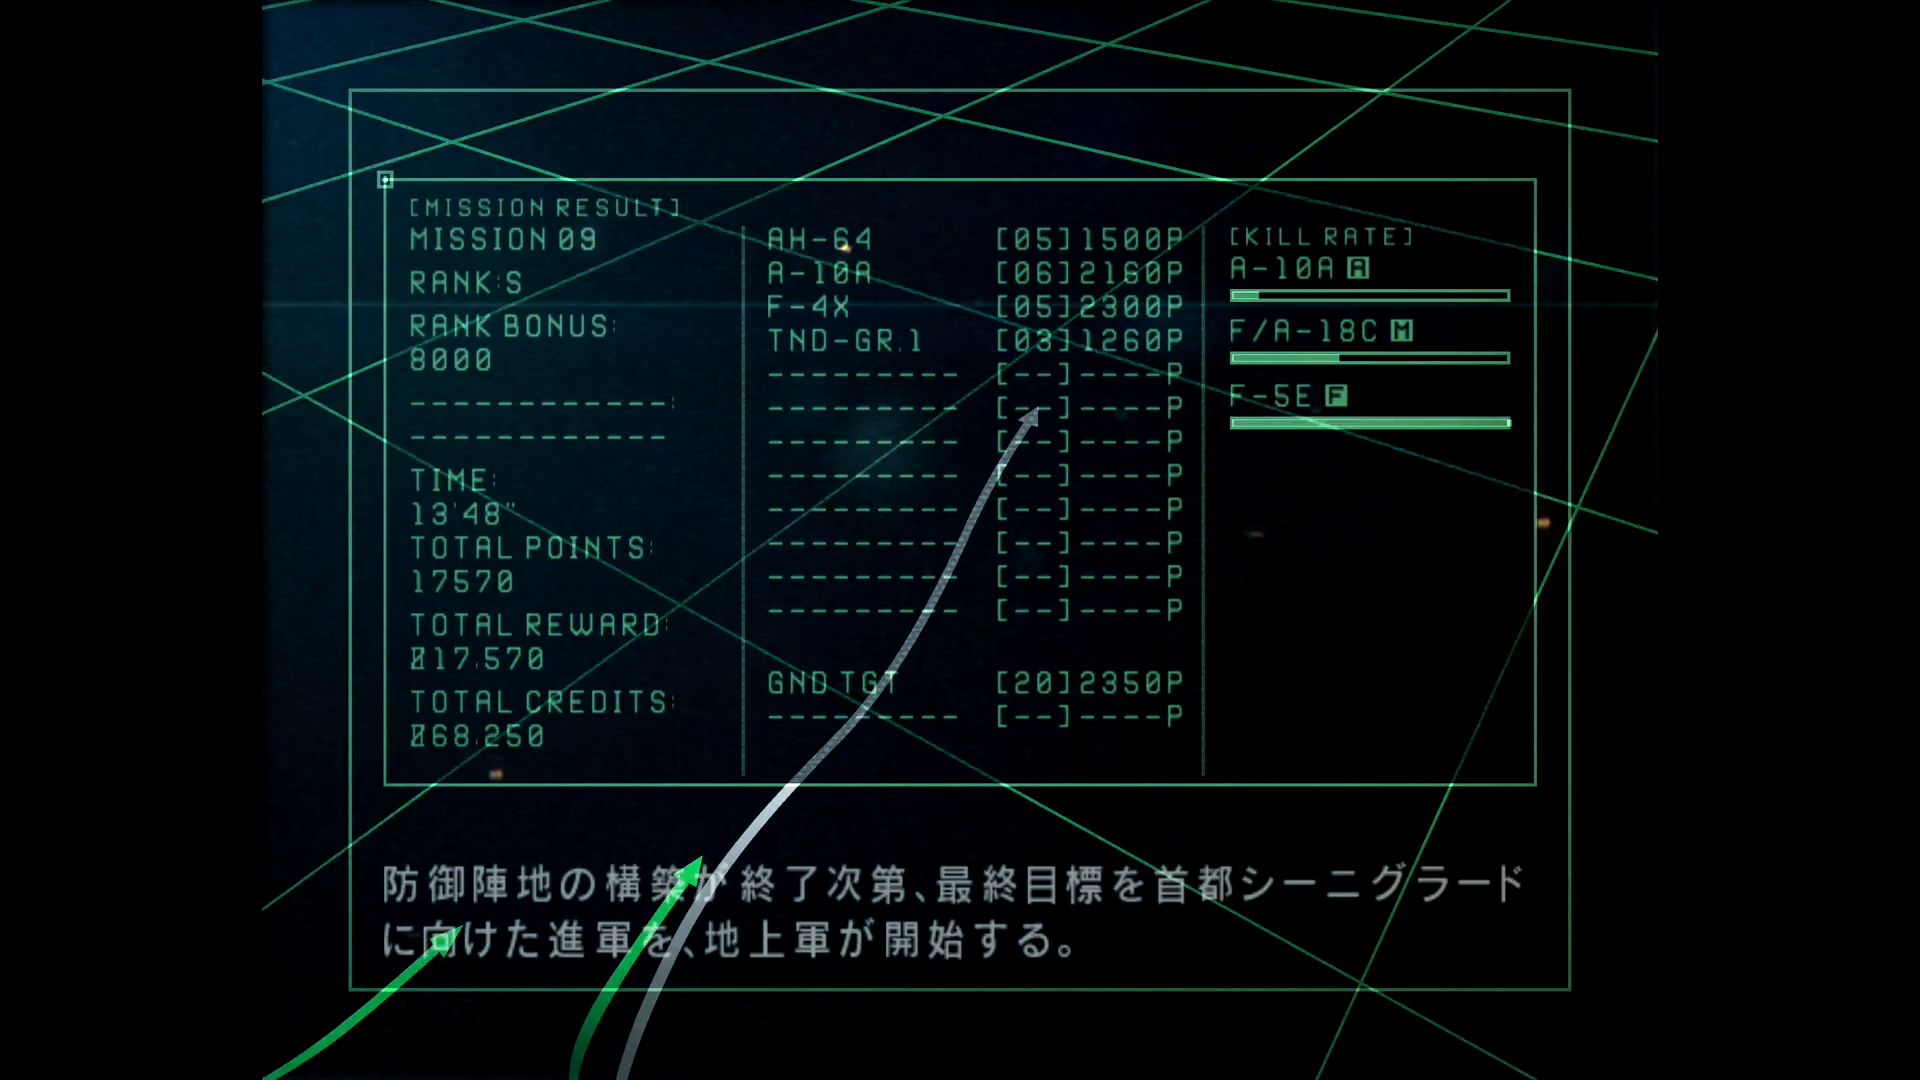 [MISSION RESULT]
MISSION 09
RANK:S
RANK BONUS:
8000
-------------:
-------------
TIME:
13'48"
TOTAL POINTS:
17570
TOTAL REWARD:
17.570
TOTAL CREDITS:
68.250
AH-64 [05]1500P
A-10A [06]2160P
F-4X [05]2300P
TND-GR.1 [03]1260P
---------- [--]----P
---------- [--]----P
---------- [--]----P
---------- [--]----P
---------- [--]----P
---------- [--]----P
---------- [--]----P
---------- [--]----P
GND TGT [20]2350P
---------- [--]----P
[KILL RATE]
A-10A A
F/A-18C M
F-5E F
防御陣地の構築が終了次第、最終目標を首都シーニグラード
に向けた進軍を、地上軍が開始する。